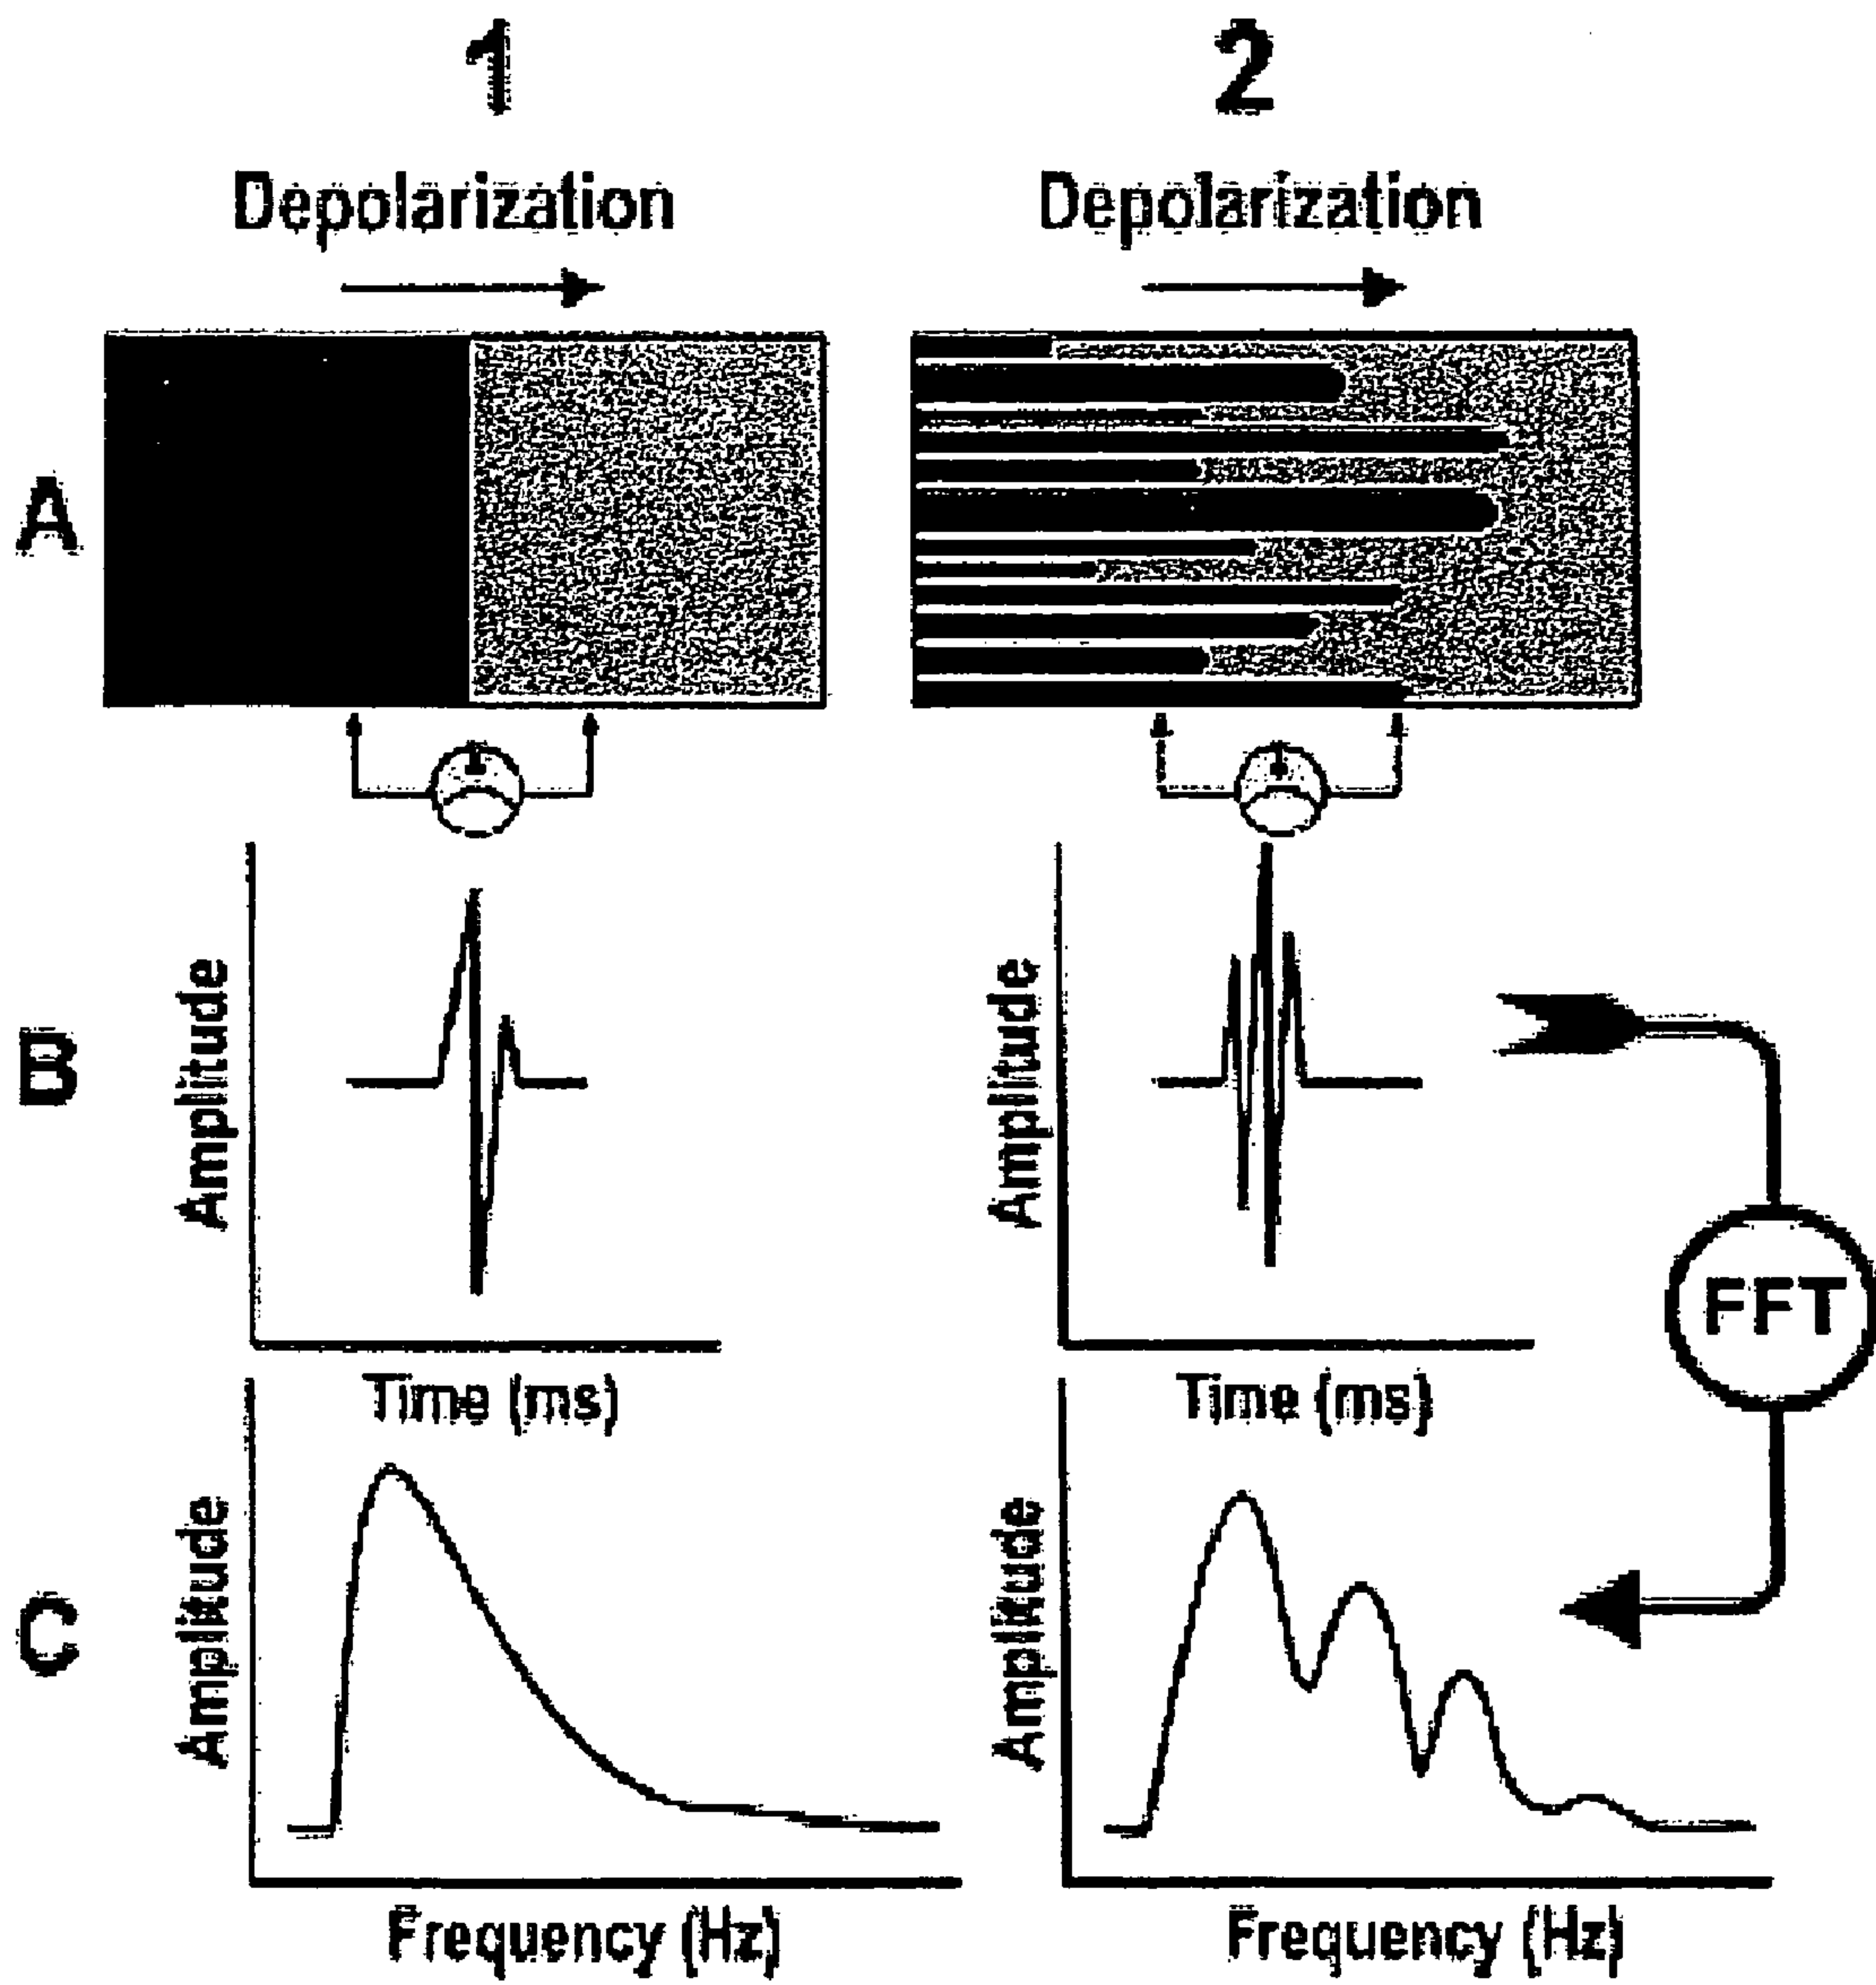 1
2
Depolarization
Depolarization
A
B
Amplitude
Amplitude
FFT
Time (ms)
Time (ms)
C
Amplitude
Amplitude
Frequency (Hz)
Frequency (Hz)